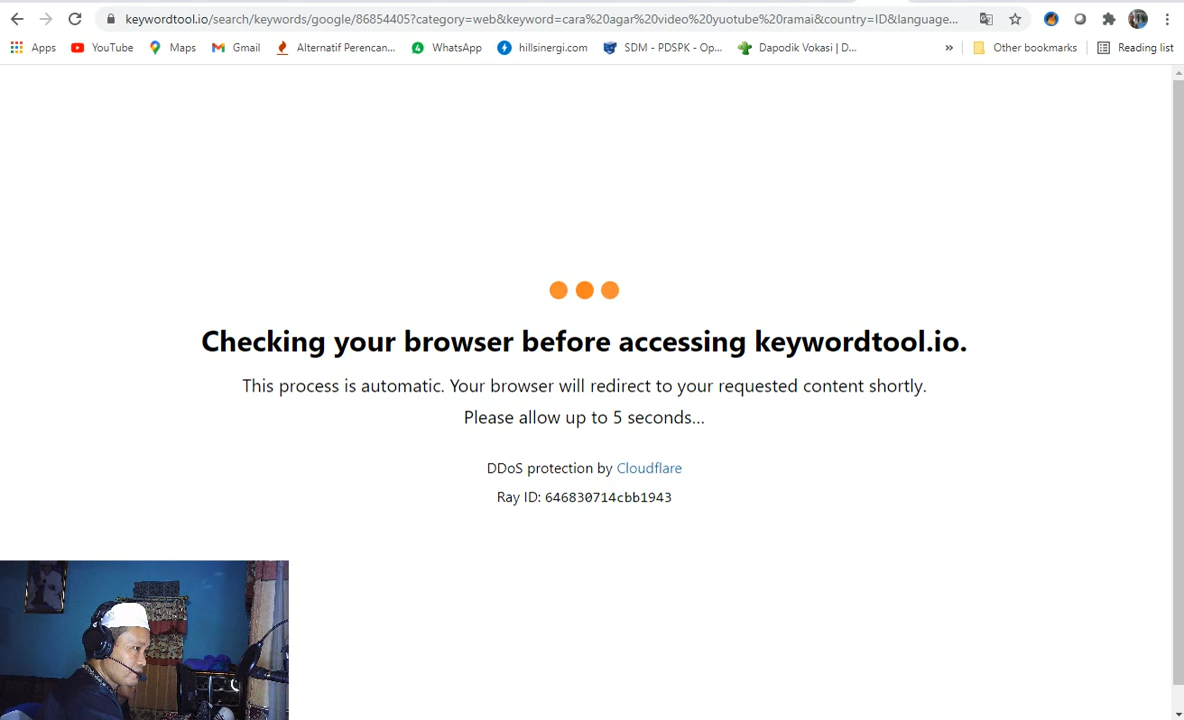 keywordtool.io/search/keywords/google/86854405?category=web&keyword=cara%20agar%20video%20yuotube%20ramai&country=ID&language...
Apps YouTube Maps Gmail Alternatif Perencan... WhatsApp hillsinergi.com SDM - PDSPK - Op... Dapodik Vokasi | D... » Other bookmarks Reading list
Checking your browser before accessing keywordtool.io.
This process is automatic. Your browser will redirect to your requested content shortly.
Please allow up to 5 seconds...
DDoS protection by Cloudflare
Ray ID: 646830714cbb1943